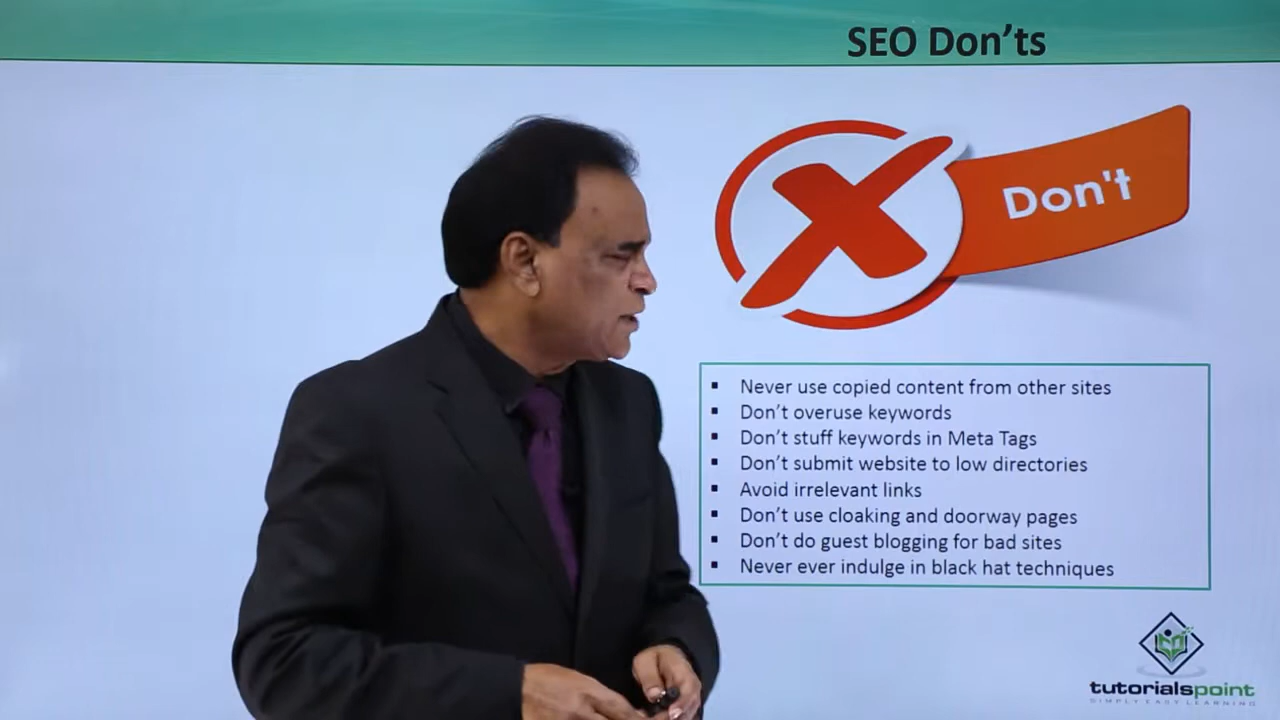 SEO Don'ts
Don't
Never use copied content from other sites
Don't overuse keywords
Don't stuff keywords in Meta Tags
Don't submit website to low directories
Avoid irrelevant links
Don't use cloaking and doorway pages
Don't do guest blogging for bad sites
Never ever indulge in black hat techniques
tutorialspoint
SIMPLY EASY LEARNING